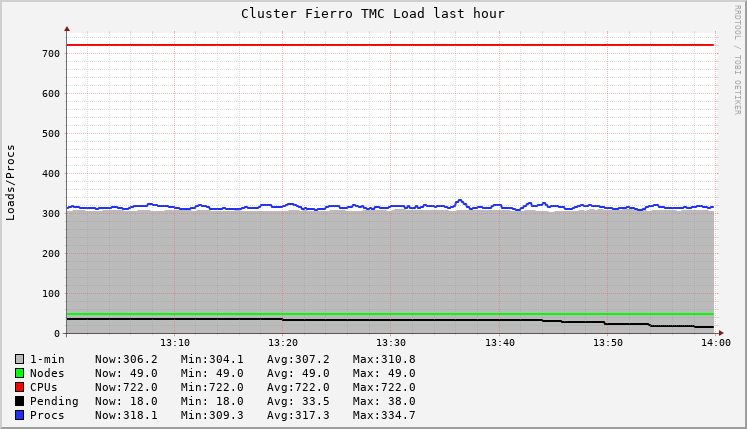 Cluster Fierro TMC Load last hour
RRDTOOL / TOBI OETIKER
Loads/Procs
700
600
500
400
300
200
100
0
13:10 13:20 13:30 13:40 13:50 14:00
1-min Now:306.2 Min:304.1 Avg:307.2 Max:310.8
Nodes Now: 49.0 Min: 49.0 Avg: 49.0 Max: 49.0
CPUs Now:722.0 Min:722.0 Avg:722.0 Max:722.0
Pending Now: 18.0 Min: 18.0 Avg: 33.5 Max: 38.0
Procs Now:318.1 Min:309.3 Avg:317.3 Max:334.7